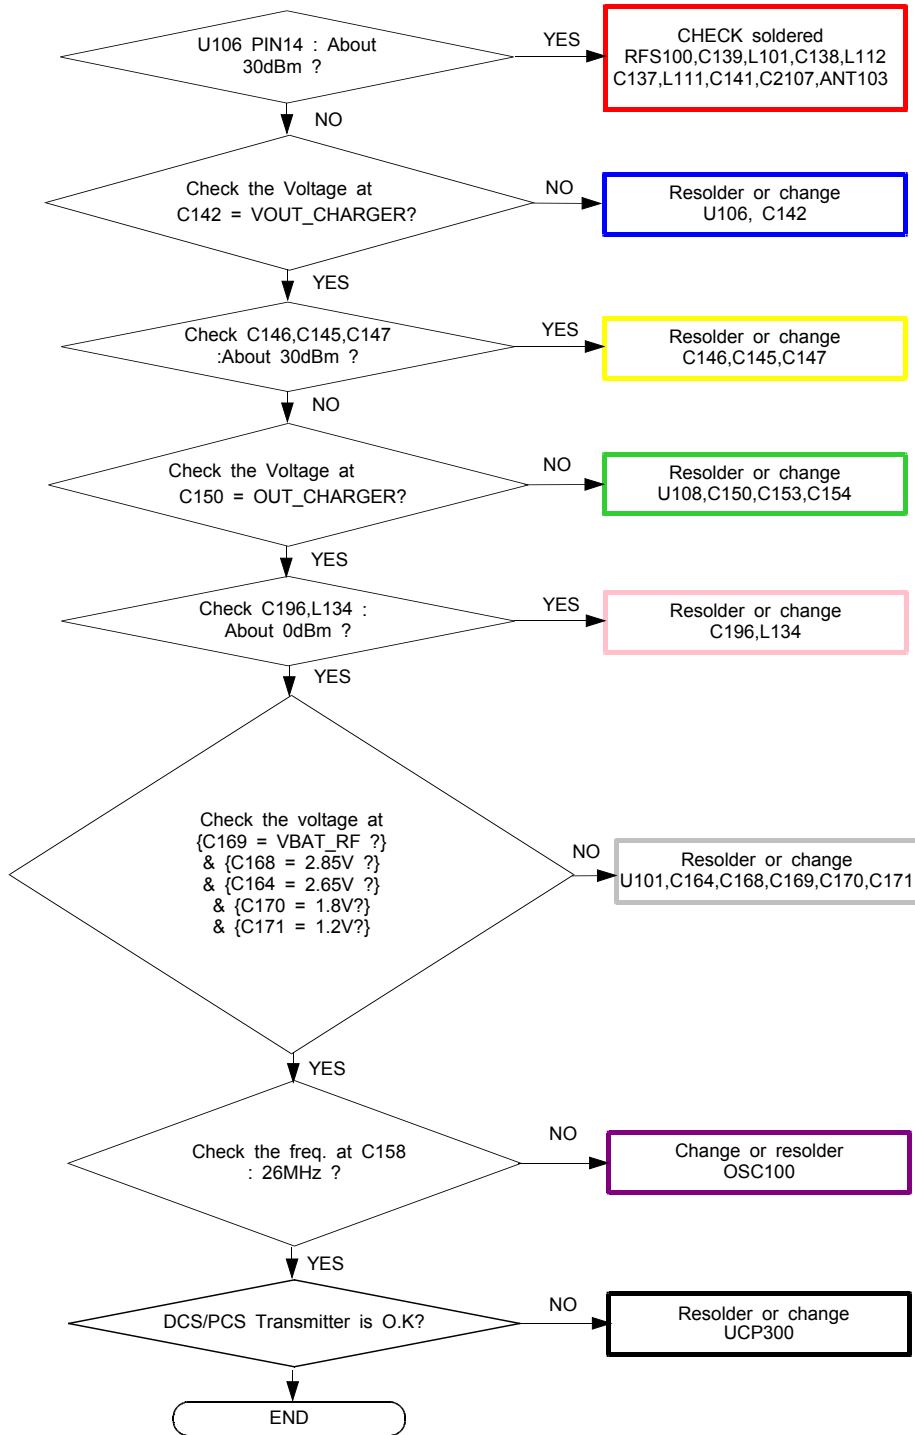 U106 PIN14 : About
30dBm ?
YES
CHECK soldered
RFS100,C139,L101,C138,L112
C137,L111,C141,C2107,ANT103
NO
Check the Voltage at
C142 = VOUT_CHARGER?
NO
Resolder or change
U106, C142
YES
Check C146,C145,C147
:About 30dBm ?
YES
Resolder or change
C146,C145,C147
NO
Check the Voltage at
C150 = OUT_CHARGER?
NO
Resolder or change
U108,C150,C153,C154
YES
Check C196,L134 :
About 0dBm ?
YES
Resolder or change
C196,L134
YES
Check the voltage at
{C169 = VBAT_RF ?}
& {C168 = 2.85V ?}
& {C164 = 2.65V ?}
& {C170 = 1.8V?}
& {C171 = 1.2V?}
NO
Resolder or change
U101,C164,C168,C169,C170,C171
YES
Check the freq. at C158
: 26MHz ?
NO
Change or resolder
OSC100
YES
DCS/PCS Transmitter is O.K?
NO
Resolder or change
UCP300
END